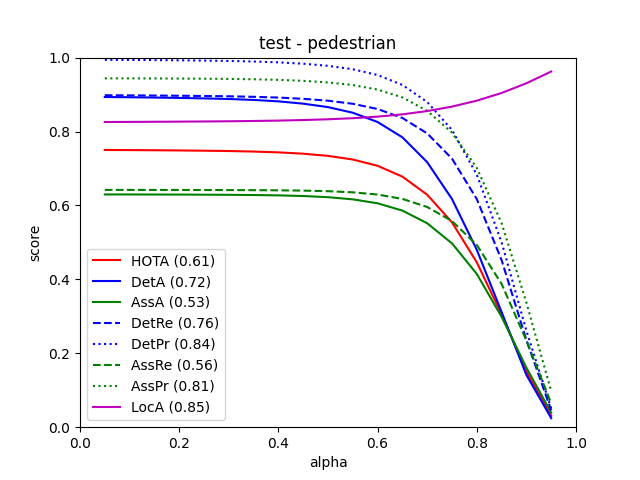 test - pedestrian
1.0
0.8
0.6
0.4
0.2
0.0
score
HOTA (0.61)
DetA (0.72)
AssA (0.53)
DetRe (0.76)
DetPr (0.84)
AssRe (0.56)
AssPr (0.81)
LocA (0.85)
0.0 0.2 0.4 0.6 0.8 1.0
alpha